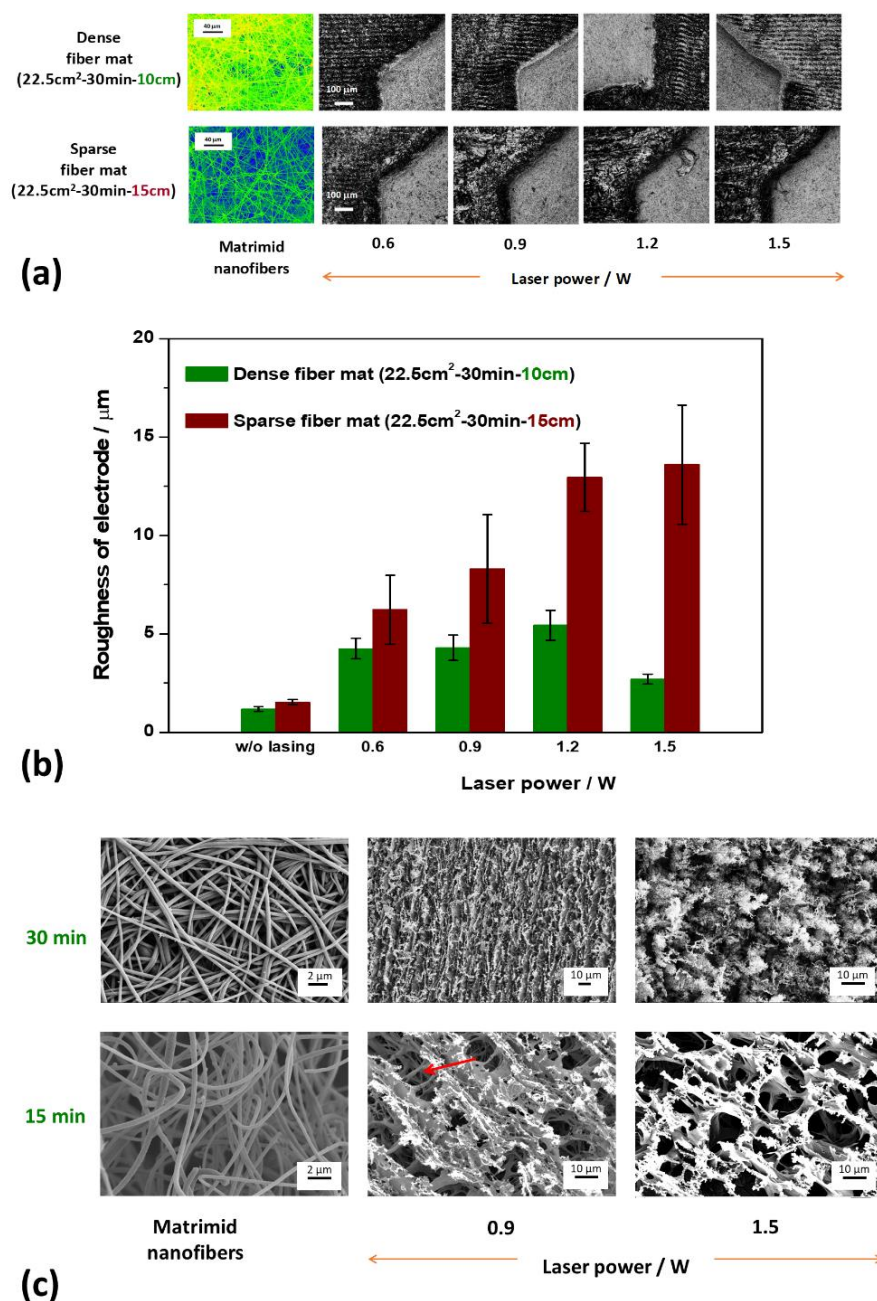 Dense
fiber mat
(22.5cm²-30min-10cm)
40 μm
100 μm
Sparse
fiber mat
(22.5cm²-30min-15cm)
40 μm
100 μm
Matrimid
nanofibers
0.6
0.9
1.2
1.5
Laser power / W
(a)
20
15
10
5
0
Roughness of electrode / μm
Dense fiber mat (22.5cm²-30min-10cm)
Sparse fiber mat (22.5cm²-30min-15cm)
w/o lasing
0.6
0.9
1.2
1.5
Laser power / W
(b)
30 min
2 μm
10 μm
10 μm
15 min
2 μm
10 μm
10 μm
Matrimid
nanofibers
0.9
1.5
Laser power / W
(c)